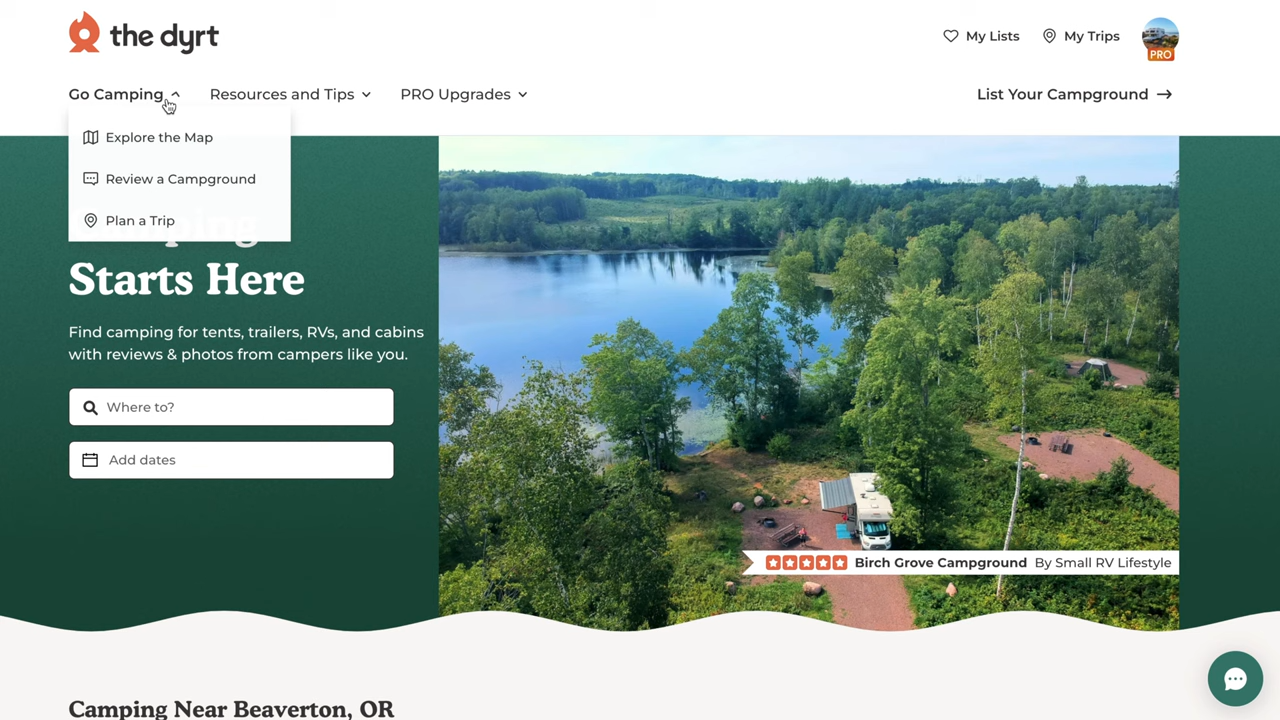 the dyrt
My Lists
My Trips
PRO
Go Camping
Resources and Tips
PRO Upgrades
List Your Campground
Explore the Map
Review a Campground
Plan a Trip
Camping
Starts Here
Find camping for tents, trailers, RVs, and cabins
with reviews & photos from campers like you.
Where to?
Add dates
Birch Grove Campground By Small RV Lifestyle
Camping Near Beaverton, OR